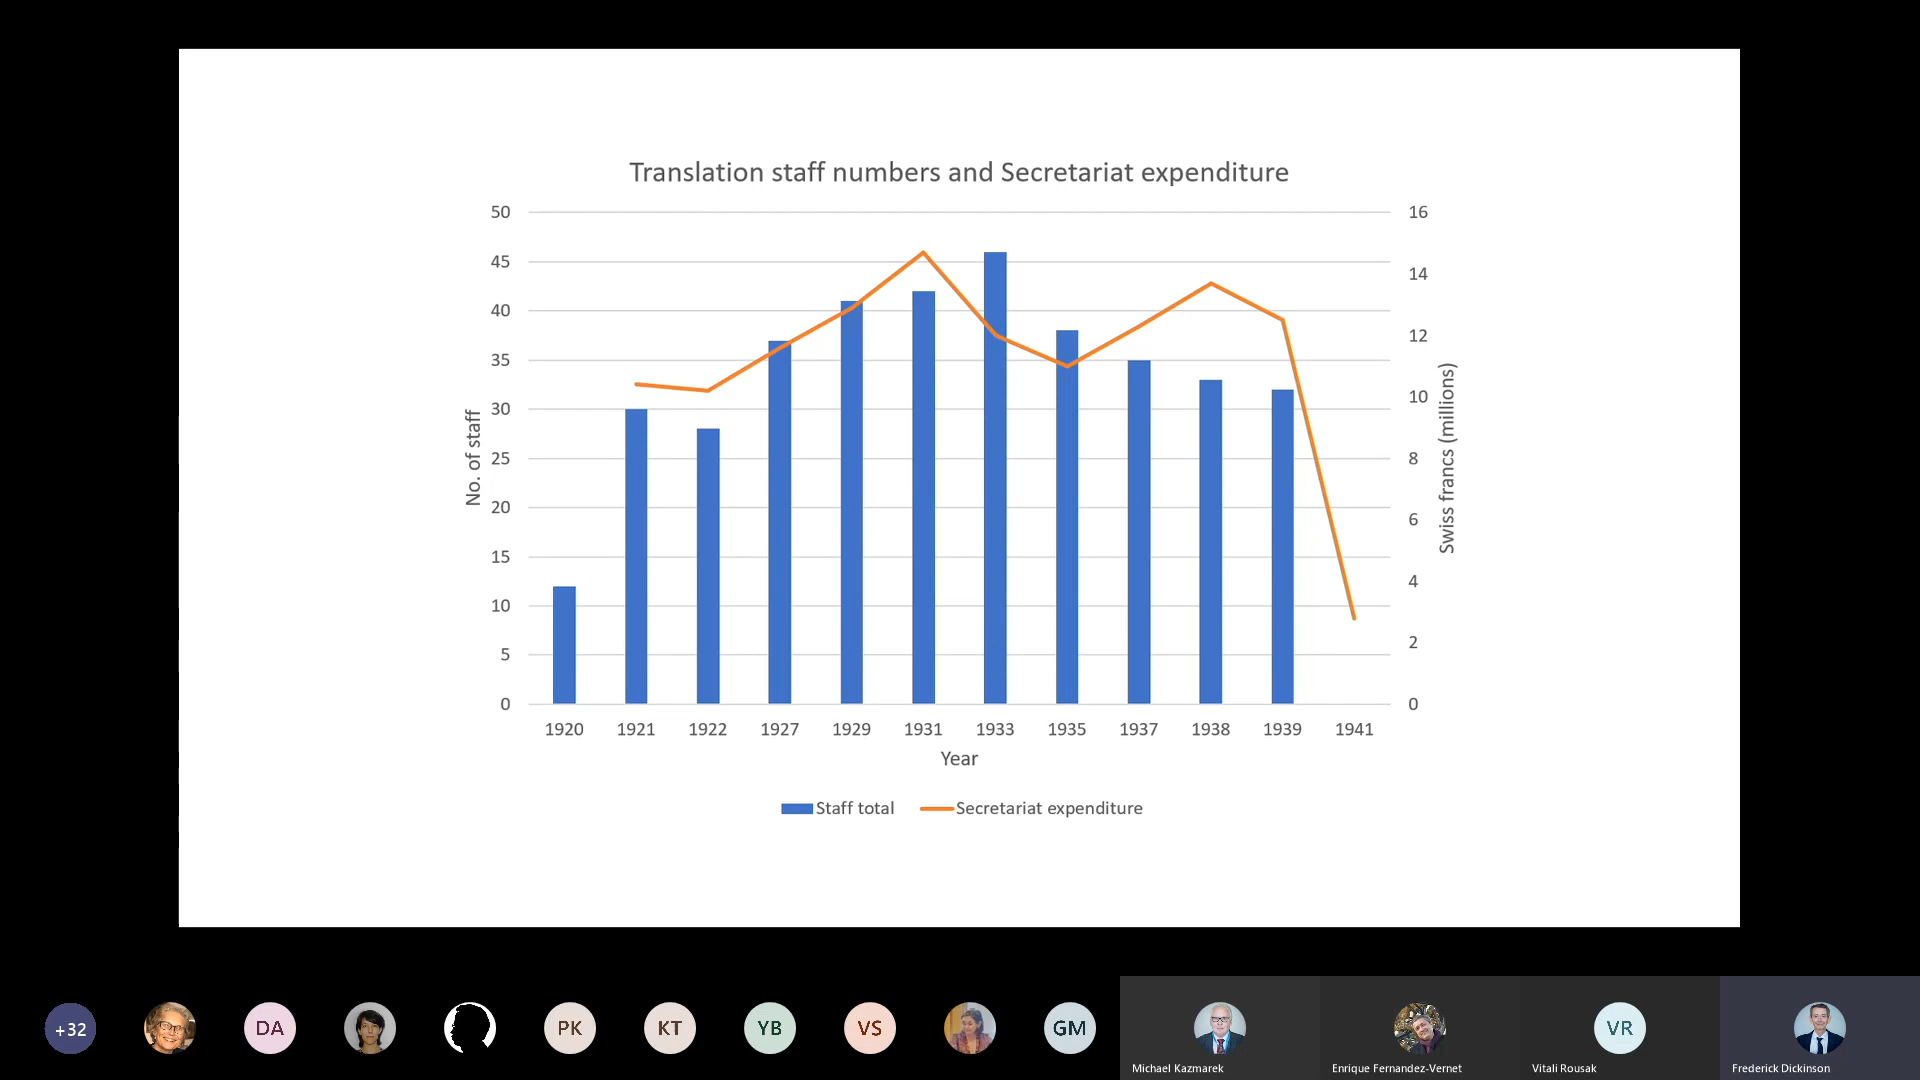 Translation staff numbers and Secretariat expenditure
50
45
40
35
30
25
20
15
10
5
0
No. of staff
16
14
12
10
8
6
4
2
0
Swiss francs (millions)
1920 1921 1922 1927 1929 1931 1933 1935 1937 1938 1939 1941
Year
Staff total Secretariat expenditure
+32 DA PK KT YB VS GM VR
Michael Kazmarek Enrique Fernandez-Vernet Vitali Rousak Frederick Dickinson